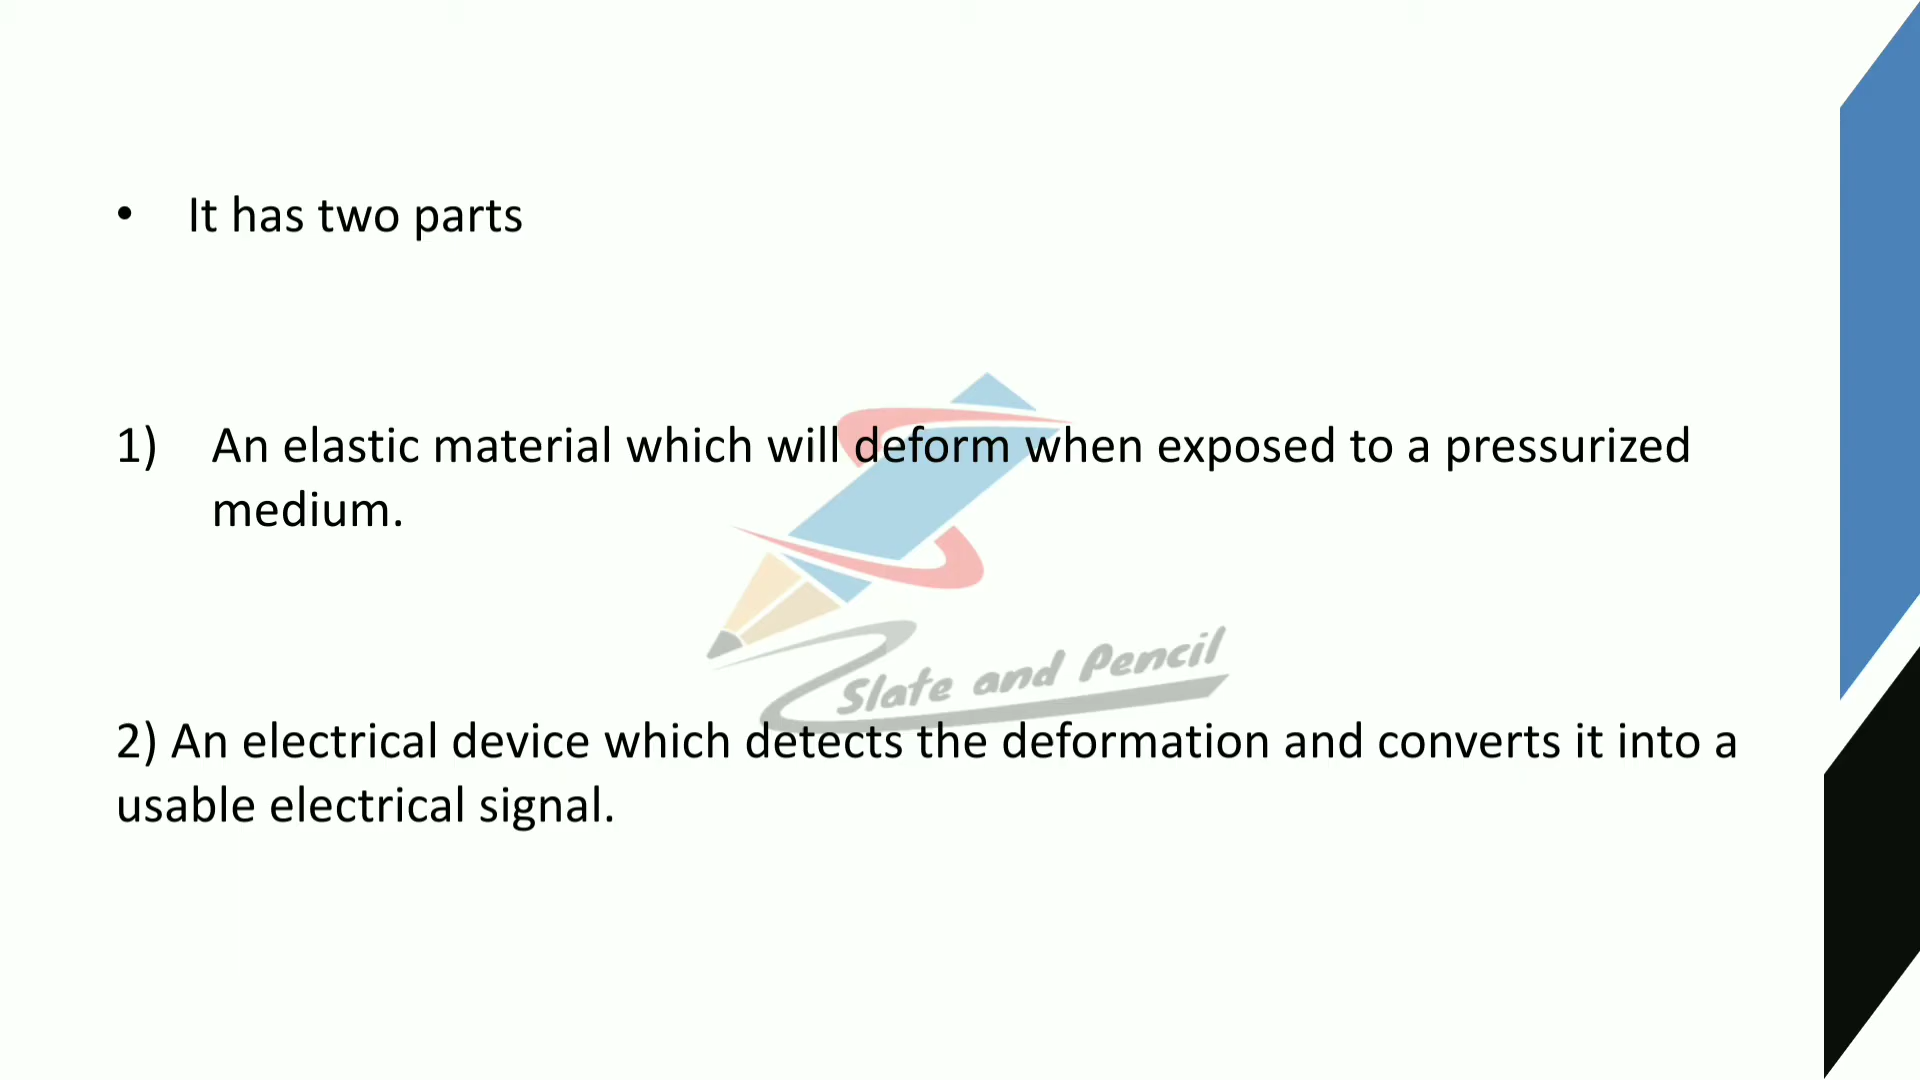 • It has two parts
1) An elastic material which will deform when exposed to a pressurized
medium.
Slate and Pencil
2) An electrical device which detects the deformation and converts it into a
usable electrical signal.